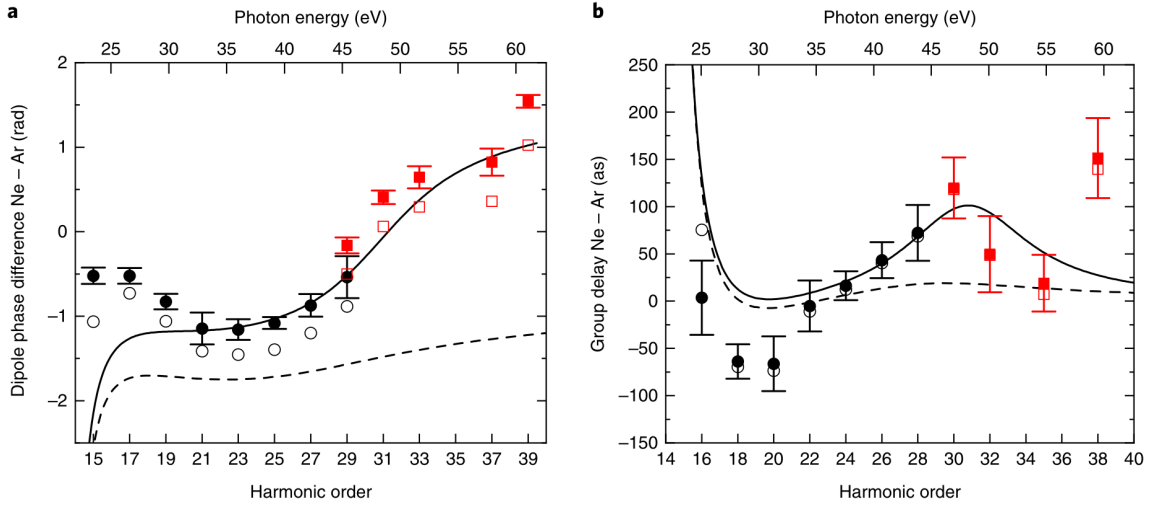 a
Photon energy (eV)
25 30 35 40 45 50 55 60
2
1
0
−1
−2
Dipole phase difference Ne – Ar (rad)
15 17 19 21 23 25 27 29 31 33 35 37 39
Harmonic order
b
Photon energy (eV)
25 30 35 40 45 50 55 60
250
200
150
100
50
0
−50
−100
−150
Group delay Ne – Ar (as)
14 16 18 20 22 24 26 28 30 32 34 36 38 40
Harmonic order